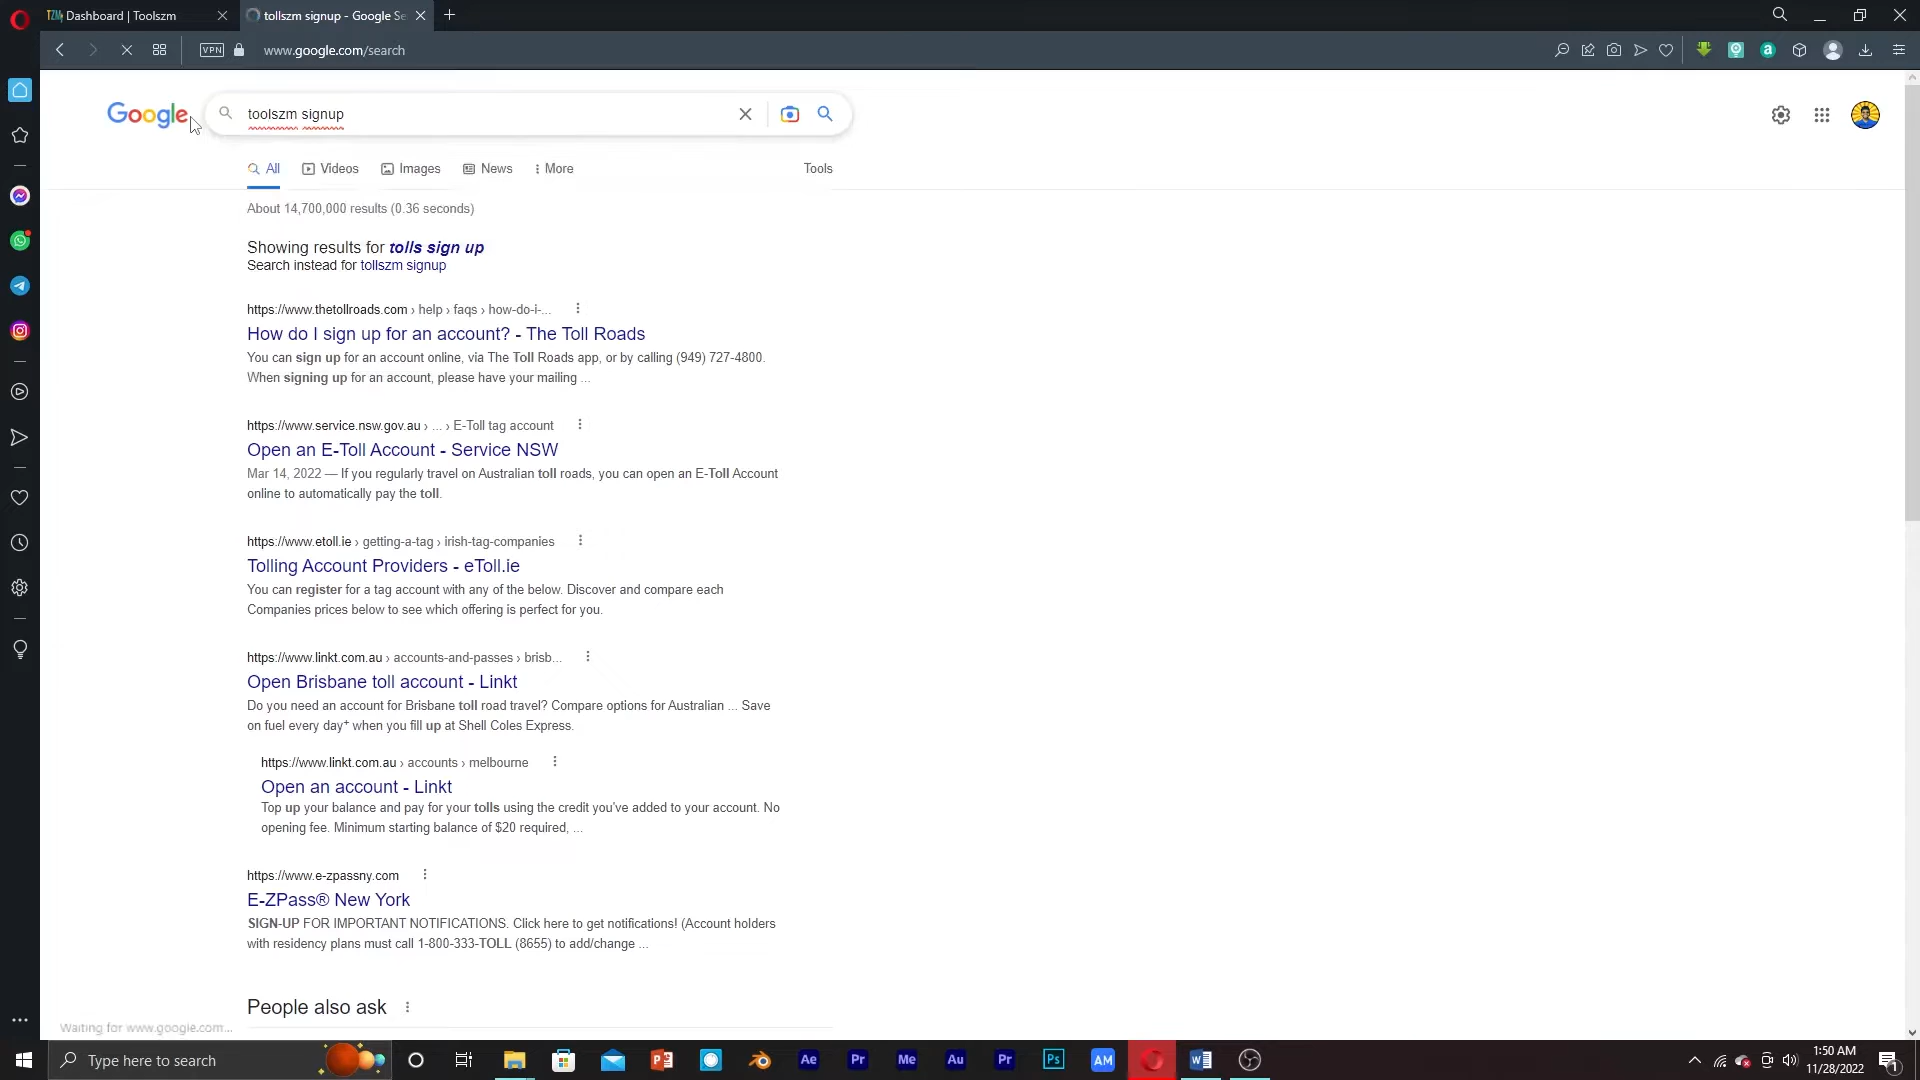 TZM Dashboard | Toolszm
tollszm signup - Google Se
VPN
www.google.com/search
Google
toolszm signup
All
Videos
Images
News
More
Tools
About 14,700,000 results (0.36 seconds)
Showing results for tolls sign up
Search instead for tollszm signup
https://www.thetollroads.com › help › faqs › how-do-i-...
How do I sign up for an account? - The Toll Roads
You can sign up for an account online, via The Toll Roads app, or by calling (949) 727-4800.
When signing up for an account, please have your mailing ...
https://www.service.nsw.gov.au › ... › E-Toll tag account
Open an E-Toll Account - Service NSW
Mar 14, 2022 — If you regularly travel on Australian toll roads, you can open an E-Toll Account
online to automatically pay the toll.
https://www.etoll.ie › getting-a-tag › irish-tag-companies
Tolling Account Providers - eToll.ie
You can register for a tag account with any of the below. Discover and compare each
Companies prices below to see which offering is perfect for you.
https://www.linkt.com.au › accounts-and-passes › brisb...
Open Brisbane toll account - Linkt
Do you need an account for Brisbane toll road travel? Compare options for Australian ... Save
on fuel every day⁺ when you fill up at Shell Coles Express.
https://www.linkt.com.au › accounts › melbourne
Open an account - Linkt
Top up your balance and pay for your tolls using the credit you've added to your account. No
opening fee. Minimum starting balance of $20 required, ...
https://www.e-zpassny.com
E-ZPass® New York
SIGN-UP FOR IMPORTANT NOTIFICATIONS. Click here to get notifications! (Account holders
with residency plans must call 1-800-333-TOLL (8655) to add/change ...
People also ask
Waiting for www.google.com...
Type here to search
Ae
Pr
Me
Au
Pr
Ps
AM
1:50 AM
11/28/2022
1